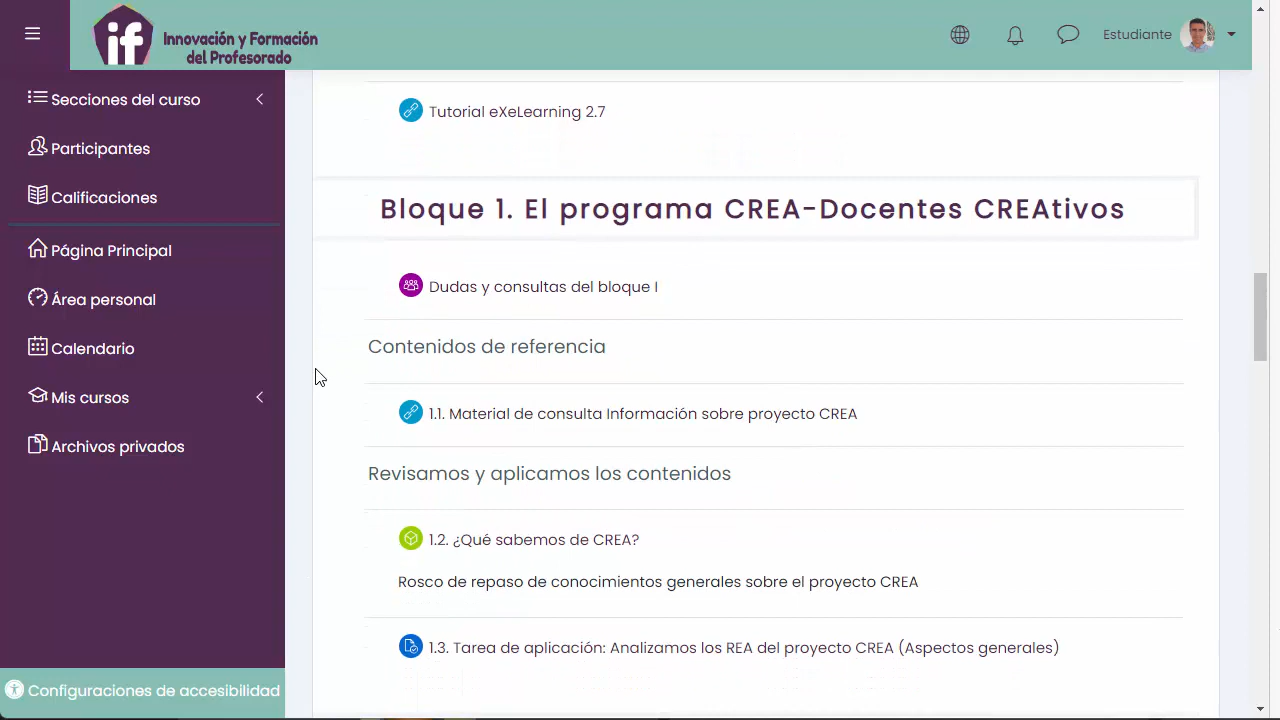 if
Innovación y Formación
del Profesorado
Estudiante
Secciones del curso
Participantes
Calificaciones
Página Principal
Área personal
Calendario
Mis cursos
Archivos privados
Configuraciones de accesibilidad
Tutorial eXeLearning 2.7
Bloque 1. El programa CREA-Docentes CREAtivos
Dudas y consultas del bloque I
Contenidos de referencia
1.1. Material de consulta Información sobre proyecto CREA
Revisamos y aplicamos los contenidos
1.2. ¿Qué sabemos de CREA?
Rosco de repaso de conocimientos generales sobre el proyecto CREA
1.3. Tarea de aplicación: Analizamos los REA del proyecto CREA (Aspectos generales)